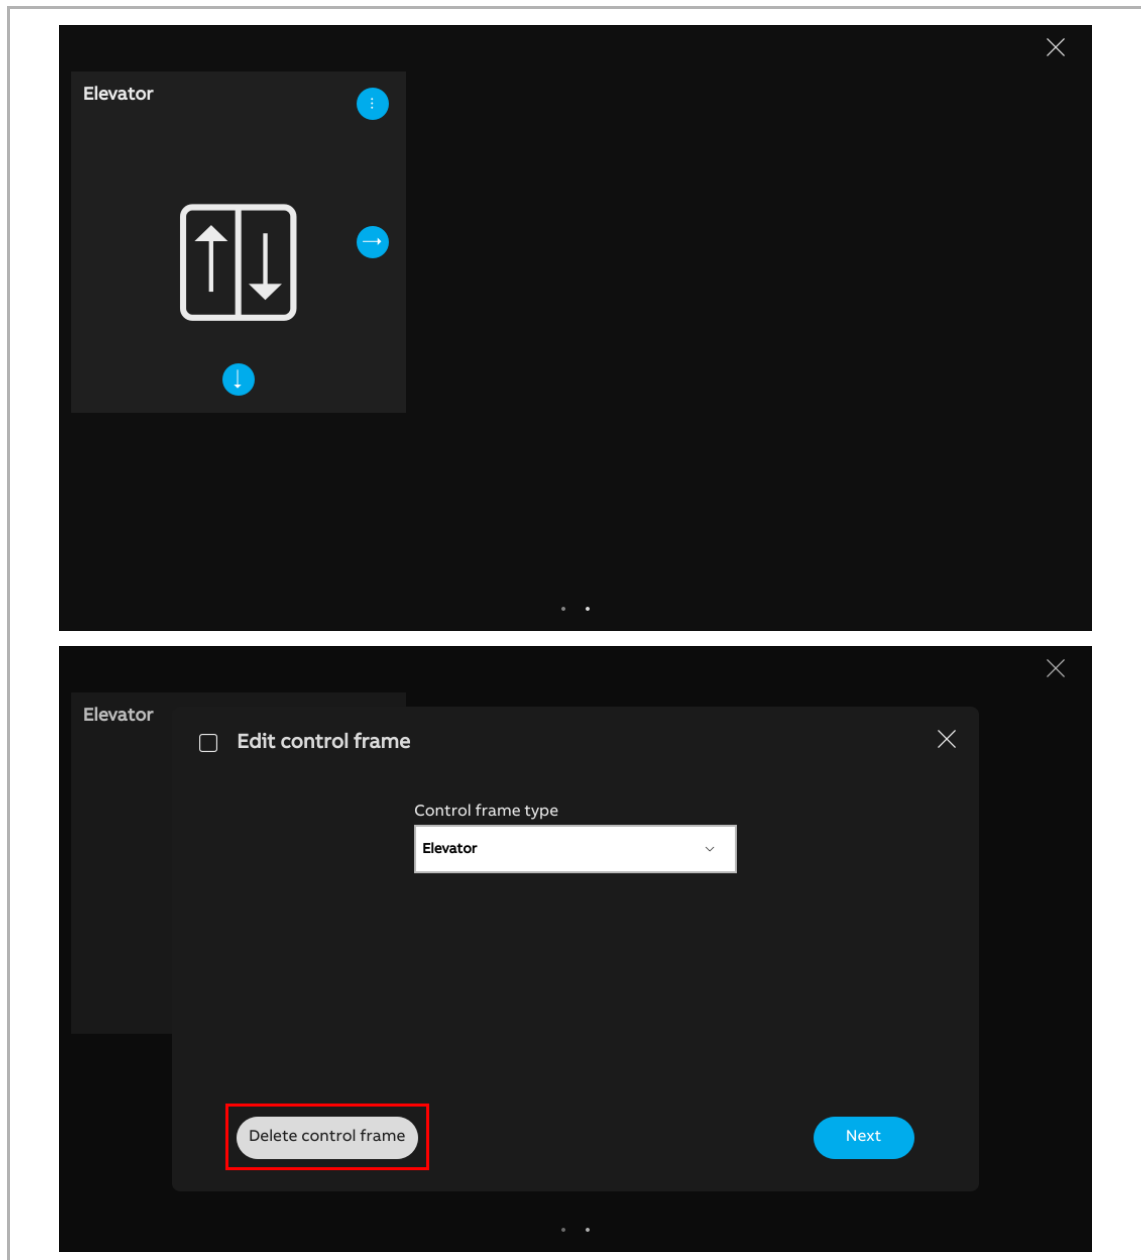 Elevator
Elevator
Edit control frame
Control frame type
Elevator
Delete control frame
Next